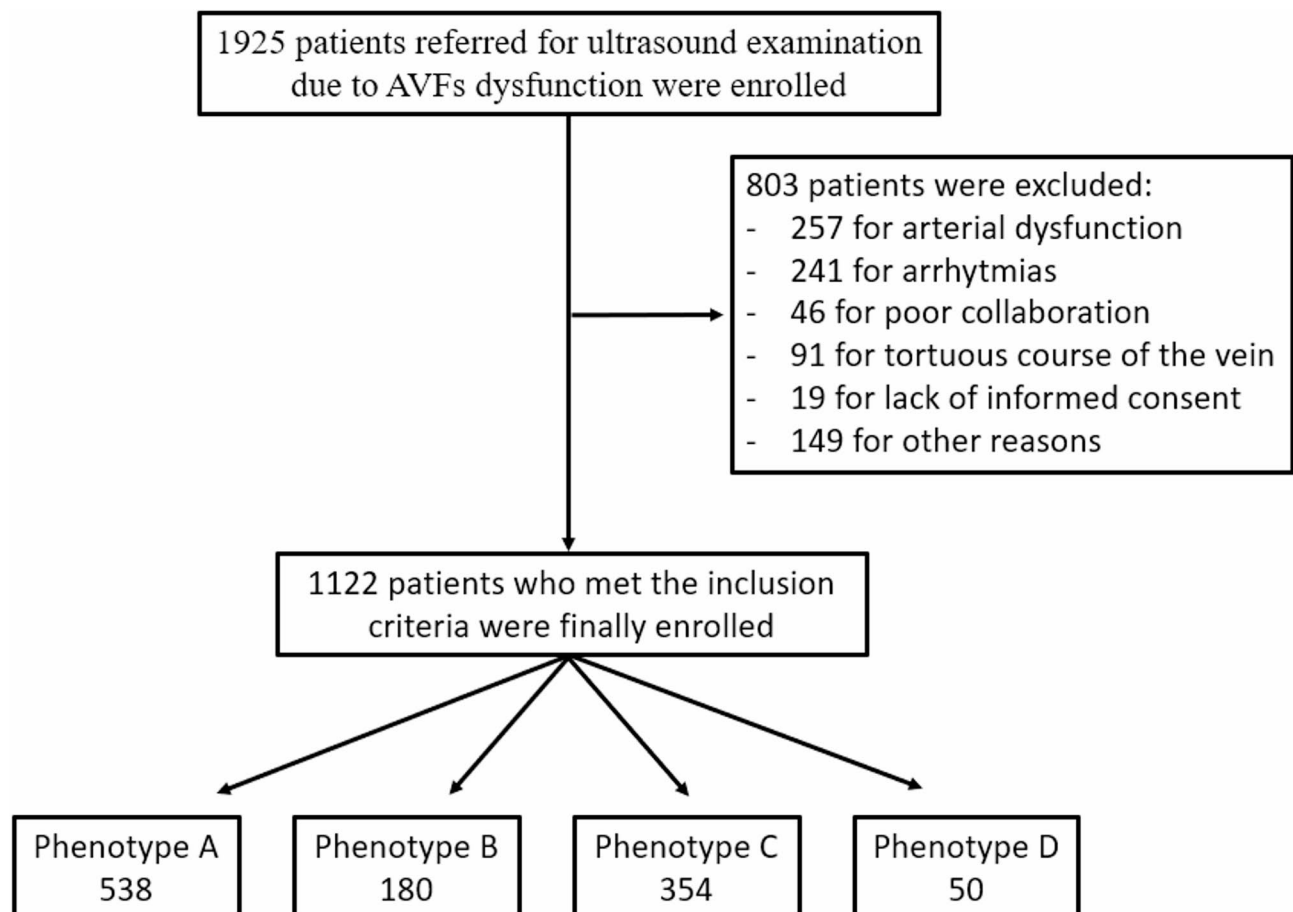 1925 patients referred for ultrasound examination
due to AVFs dysfunction were enrolled
803 patients were excluded:
- 257 for arterial dysfunction
- 241 for arrhytmias
- 46 for poor collaboration
- 91 for tortuous course of the vein
- 19 for lack of informed consent
- 149 for other reasons
1122 patients who met the inclusion
criteria were finally enrolled
Phenotype A
538
Phenotype B
180
Phenotype C
354
Phenotype D
50